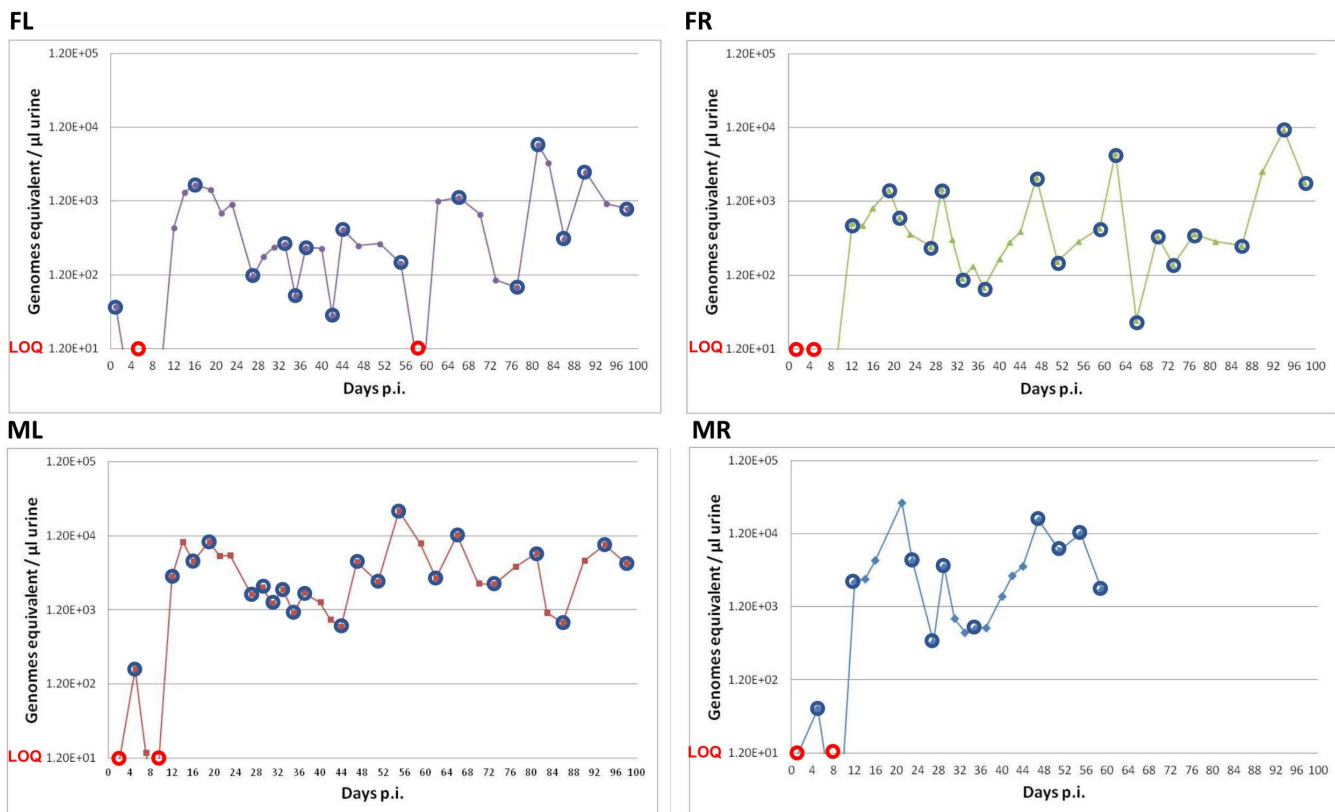 FL
1.20E+05
1.20E+04
1.20E+03
1.20E+02
LOQ 1.20E+01
Genomes equivalent / µl urine
0 4 8 12 16 20 24 28 32 36 40 44 48 52 56 60 64 68 72 76 80 84 88 92 96 100
Days p.i.
FR
1.20E+05
1.20E+04
1.20E+03
1.20E+02
LOQ 1.20E+01
Genomes equivalent / µl urine
0 4 8 12 16 20 24 28 32 36 40 44 48 52 56 60 64 68 72 76 80 84 88 92 96 100
Days p.i.
ML
1.20E+05
1.20E+04
1.20E+03
1.20E+02
LOQ 1.20E+01
Genomes equivalent / µl urine
0 4 8 12 16 20 24 28 32 36 40 44 48 52 56 60 64 68 72 76 80 84 88 92 96 100
Days p.i.
MR
1.20E+05
1.20E+04
1.20E+03
1.20E+02
LOQ 1.20E+01
Genomes equivalent / µl urine
0 4 8 12 16 20 24 28 32 36 40 44 48 52 56 60 64 68 72 76 80 84 88 92 96 100
Days p.i.